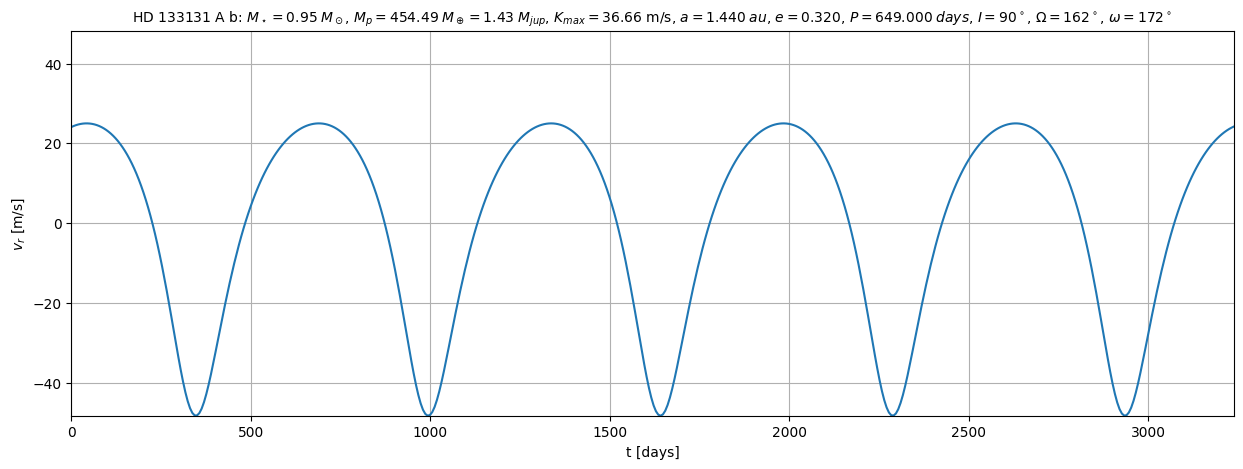 HD 133131 A b: M⋆ = 0.95 M⊙, Mp = 454.49 M⊕ = 1.43 Mjup, Kmax = 36.66 m/s, a = 1.440 au, e = 0.320, P = 649.000 days, I = 90°, Ω = 162°, ω = 172°
40
20
0
−20
−40
vr [m/s]
0 500 1000 1500 2000 2500 3000
t [days]